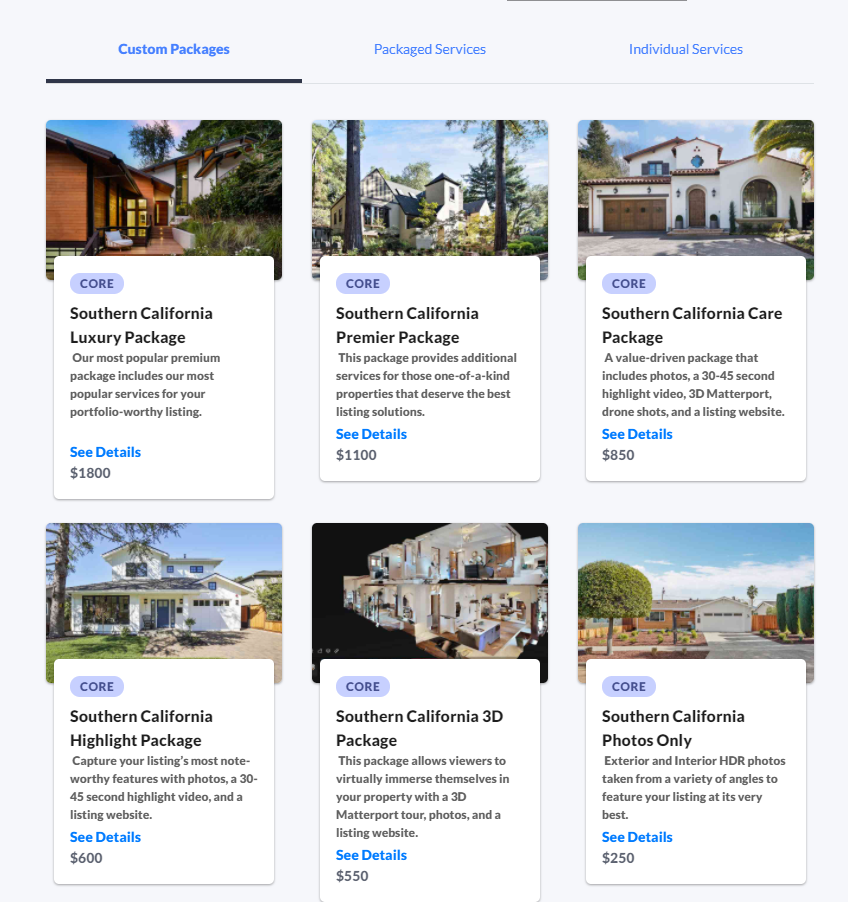 Custom Packages
Packaged Services
Individual Services
CORE
Southern California
Luxury Package
Our most popular premium
package includes our most
popular services for your
portfolio-worthy listing.
See Details
$1800
CORE
Southern California
Premier Package
This package provides additional
services for those one-of-a-kind
properties that deserve the best
listing solutions.
See Details
$1100
CORE
Southern California Care
Package
A value-driven package that
includes photos, a 30-45 second
highlight video, 3D Matterport,
drone shots, and a listing website.
See Details
$850
CORE
Southern California
Highlight Package
Capture your listing’s most note-
worthy features with photos, a 30-
45 second highlight video, and a
listing website.
See Details
$600
CORE
Southern California 3D
Package
This package allows viewers to
virtually immerse themselves in
your property with a 3D
Matterport tour, photos, and a
listing website.
See Details
$550
CORE
Southern California
Photos Only
Exterior and Interior HDR photos
taken from a variety of angles to
feature your listing at its very
best.
See Details
$250